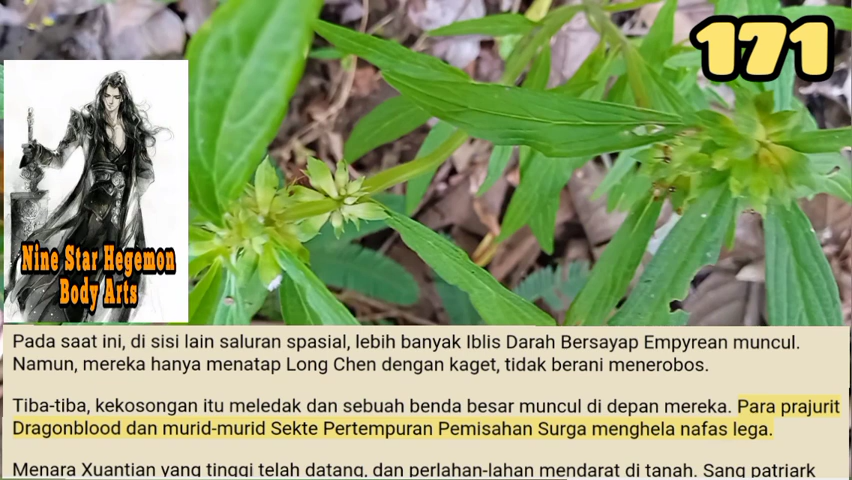 171
Nine Star Hegemon
Body Arts
Pada saat ini, di sisi lain saluran spasial, lebih banyak Iblis Darah Bersayap Empyrean muncul.
Namun, mereka hanya menatap Long Chen dengan kaget, tidak berani menerobos.
Tiba-tiba, kekosongan itu meledak dan sebuah benda besar muncul di depan mereka. Para prajurit
Dragonblood dan murid-murid Sekte Pertempuran Pemisahan Surga menghela nafas lega.
Menara Xuantian yang tinggi telah datang, dan perlahan-lahan mendarat di tanah. Sang patriark